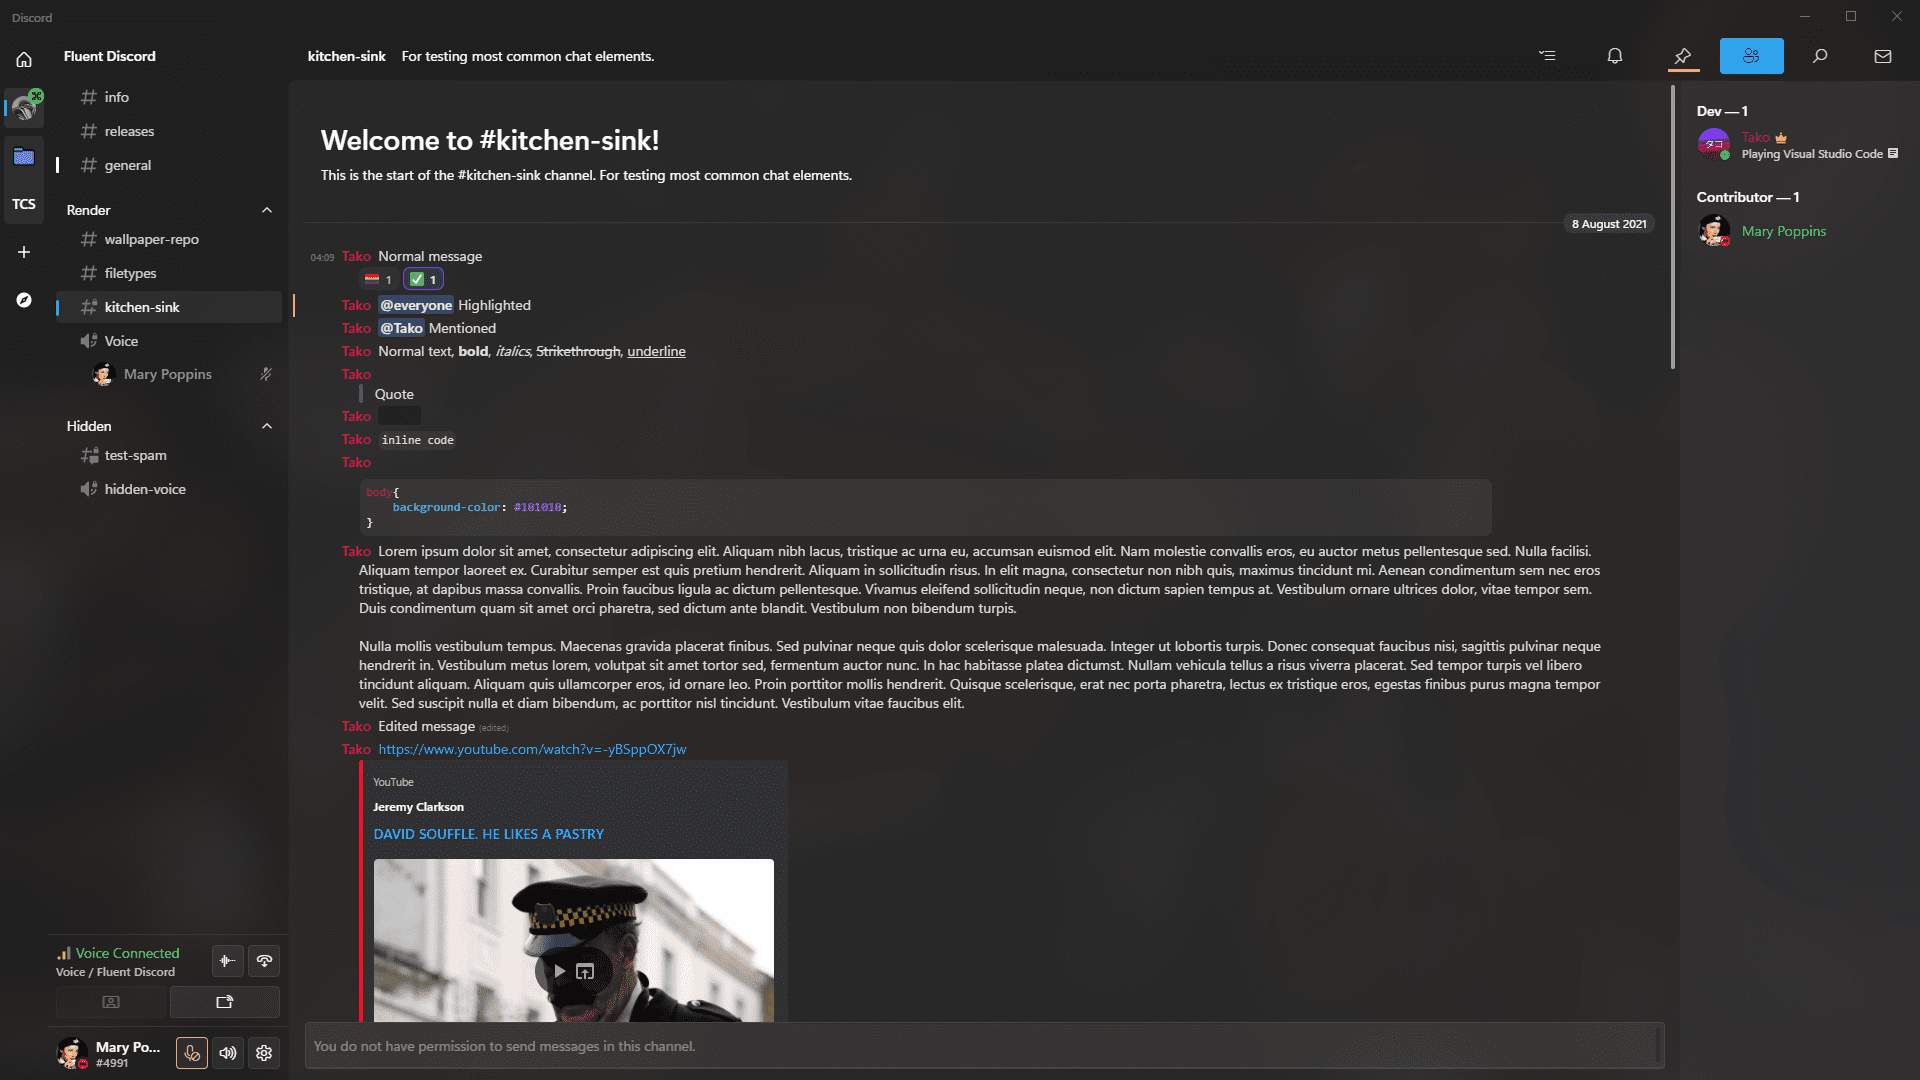 Discord
Fluent Discord
info
releases
general
TCS
Render
wallpaper-repo
filetypes
kitchen-sink
Voice
Mary Poppins
Hidden
test-spam
hidden-voice
Voice Connected
Voice / Fluent Discord
Mary Po...
#4991
kitchen-sink For testing most common chat elements.
Welcome to #kitchen-sink!
This is the start of the #kitchen-sink channel. For testing most common chat elements.
8 August 2021
04:09 Tako Normal message
1 1
Tako @everyone Highlighted
Tako @Tako Mentioned
Tako Normal text, bold, italics, Strikethrough, underline
Tako
Quote
Tako
Tako inline code
Tako
body{
background-color: #101010;
}
Tako Lorem ipsum dolor sit amet, consectetur adipiscing elit. Aliquam nibh lacus, tristique ac urna eu, accumsan euismod elit. Nam molestie convallis eros, eu auctor metus pellentesque sed. Nulla facilisi.
Aliquam tempor laoreet ex. Curabitur semper est quis pretium hendrerit. Aliquam in sollicitudin risus. In elit magna, consectetur non nibh quis, maximus tincidunt mi. Aenean condimentum sem nec eros
tristique, at dapibus massa convallis. Proin faucibus ligula ac dictum pellentesque. Vivamus eleifend sollicitudin neque, non dictum sapien tempus at. Vestibulum ornare ultrices dolor, vitae tempor sem.
Duis condimentum quam sit amet orci pharetra, sed dictum ante blandit. Vestibulum non bibendum turpis.
Nulla mollis vestibulum tempus. Maecenas gravida placerat finibus. Sed pulvinar neque quis dolor scelerisque malesuada. Integer ut lobortis turpis. Donec consequat faucibus nisi, sagittis pulvinar neque
hendrerit in. Vestibulum metus lorem, volutpat sit amet tortor sed, fermentum auctor nunc. In hac habitasse platea dictumst. Nullam vehicula tellus a risus viverra placerat. Sed tempor turpis vel libero
tincidunt aliquam. Aliquam quis ullamcorper eros, id ornare leo. Proin porttitor mollis hendrerit. Quisque scelerisque, erat nec porta pharetra, lectus ex tristique eros, egestas finibus purus magna tempor
velit. Sed suscipit nulla et diam bibendum, ac porttitor nisl tincidunt. Vestibulum vitae faucibus elit.
Tako Edited message (edited)
Tako https://www.youtube.com/watch?v=-yBSppOX7jw
YouTube
Jeremy Clarkson
DAVID SOUFFLE. HE LIKES A PASTRY
You do not have permission to send messages in this channel.
Dev — 1
タコ
Tako
Playing Visual Studio Code
Contributor — 1
Mary Poppins